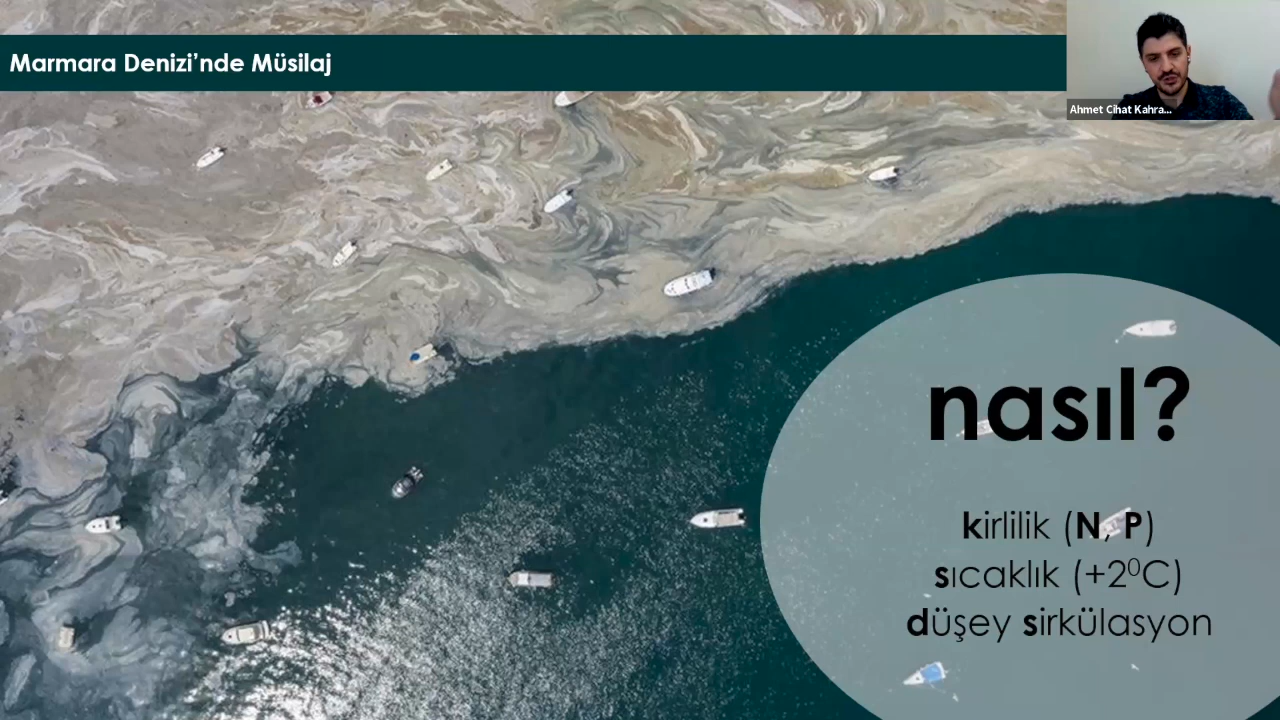 Marmara Denizi’nde Müsilaj
Ahmet Cihat Kahra...
nasıl?
kirlilik (N, P)
sıcaklık (+2⁰C)
düşey sirkülasyon